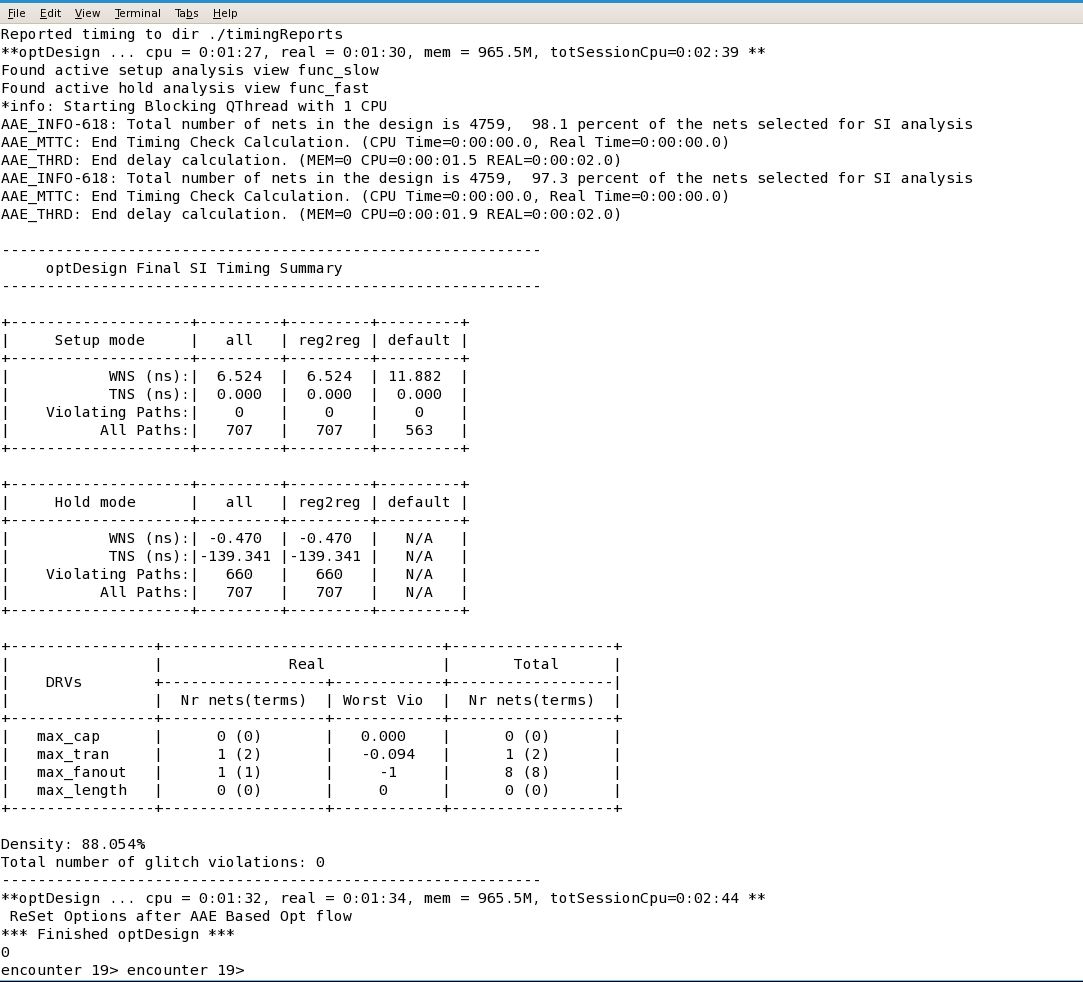 File Edit View Terminal Tabs Help
Reported timing to dir ./timingReports
**optDesign ... cpu = 0:01:27, real = 0:01:30, mem = 965.5M, totSessionCpu=0:02:39 **
Found active setup analysis view func_slow
Found active hold analysis view func_fast
*info: Starting Blocking QThread with 1 CPU
AAE_INFO-618: Total number of nets in the design is 4759,  98.1 percent of the nets selected for SI analysis
AAE_MTTC: End Timing Check Calculation. (CPU Time=0:00:00.0, Real Time=0:00:00.0)
AAE_THRD: End delay calculation. (MEM=0 CPU=0:00:01.5 REAL=0:00:02.0)
AAE_INFO-618: Total number of nets in the design is 4759,  97.3 percent of the nets selected for SI analysis
AAE_MTTC: End Timing Check Calculation. (CPU Time=0:00:00.0, Real Time=0:00:00.0)
AAE_THRD: End delay calculation. (MEM=0 CPU=0:00:01.9 REAL=0:00:02.0)
------------------------------------------------------------
     optDesign Final SI Timing Summary
------------------------------------------------------------
+--------------------+---------+---------+---------+
|     Setup mode     |   all   | reg2reg | default |
+--------------------+---------+---------+---------+
|           WNS (ns):|  6.524  |  6.524  | 11.882  |
|           TNS (ns):|  0.000  |  0.000  |  0.000  |
|    Violating Paths:|    0    |    0    |    0    |
|          All Paths:|   707   |   707   |   563   |
+--------------------+---------+---------+---------+
+--------------------+---------+---------+---------+
|     Hold mode      |   all   | reg2reg | default |
+--------------------+---------+---------+---------+
|           WNS (ns):| -0.470  | -0.470  |   N/A   |
|           TNS (ns):|-139.341 |-139.341 |   N/A   |
|    Violating Paths:|   660   |   660   |   N/A   |
|          All Paths:|   707   |   707   |   N/A   |
+--------------------+---------+---------+---------+
+----------------+-------------------------------+------------------+
|                |              Real             |       Total      |
|    DRVs        +------------------+------------+------------------|
|                |  Nr nets(terms)  | Worst Vio  |  Nr nets(terms)  |
+----------------+------------------+------------+------------------+
|   max_cap      |      0 (0)       |   0.000    |      0 (0)       |
|   max_tran     |      1 (2)       |   -0.094   |      1 (2)       |
|   max_fanout   |      1 (1)       |     -1     |      8 (8)       |
|   max_length   |      0 (0)       |     0      |      0 (0)       |
+----------------+------------------+------------+------------------+
Density: 88.054%
Total number of glitch violations: 0
------------------------------------------------------------
**optDesign ... cpu = 0:01:32, real = 0:01:34, mem = 965.5M, totSessionCpu=0:02:44 **
 ReSet Options after AAE Based Opt flow
*** Finished optDesign ***
0
encounter 19> encounter 19>